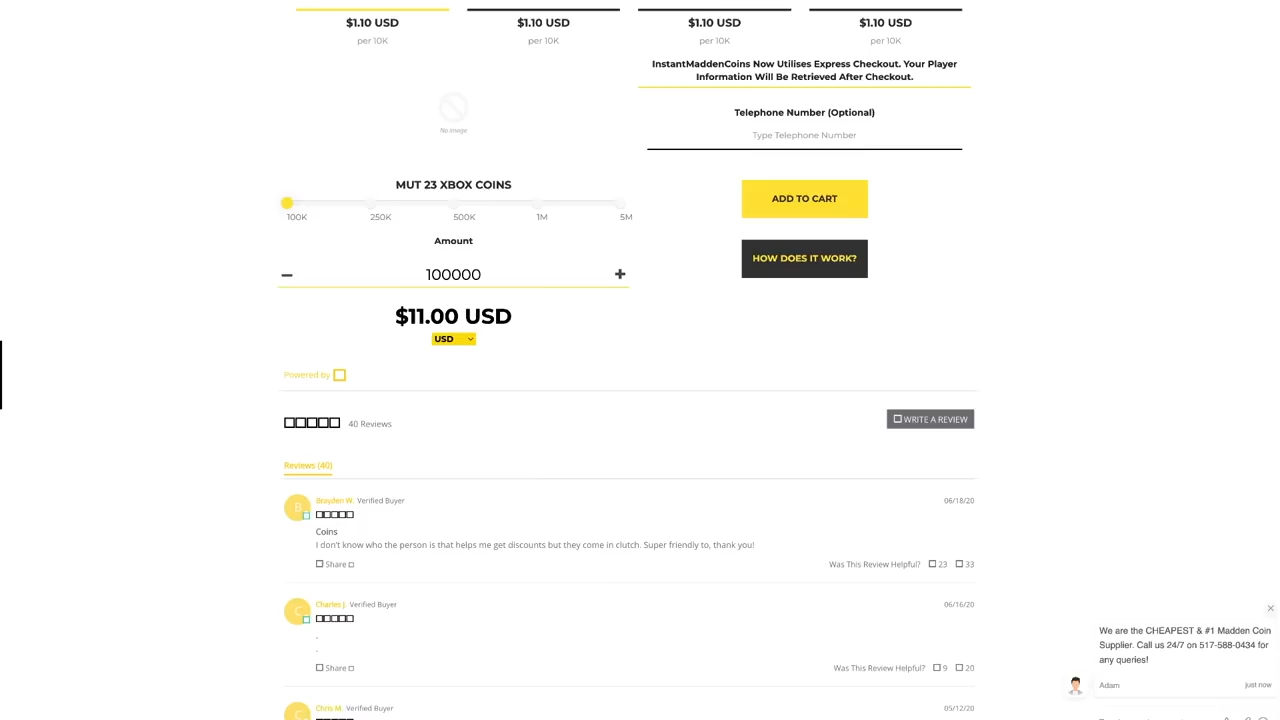 $1.10 USD $1.10 USD $1.10 USD $1.10 USD
per 10K per 10K per 10K per 10K
InstantMaddenCoins Now Utilises Express Checkout. Your Player
Information Will Be Retrieved After Checkout.
No image
Telephone Number (Optional)
Type Telephone Number
MUT 23 XBOX COINS
100K 250K 500K 1M 5M
Amount
100000
$11.00 USD
USD
ADD TO CART
HOW DOES IT WORK?
Powered by
40 Reviews
WRITE A REVIEW
Reviews (40)
B
Brayden W. Verified Buyer 06/18/20
Coins
I don't know who the person is that helps me get discounts but they come in clutch. Super friendly to, thank you!
Share Was This Review Helpful? 23 33
C
Charles J. Verified Buyer 06/16/20
.
.
Share Was This Review Helpful? 9 20
C
Chris M. Verified Buyer 05/12/20
We are the CHEAPEST & #1 Madden Coin
Supplier. Call us 24/7 on 517-588-0434 for
any queries!
Adam just now